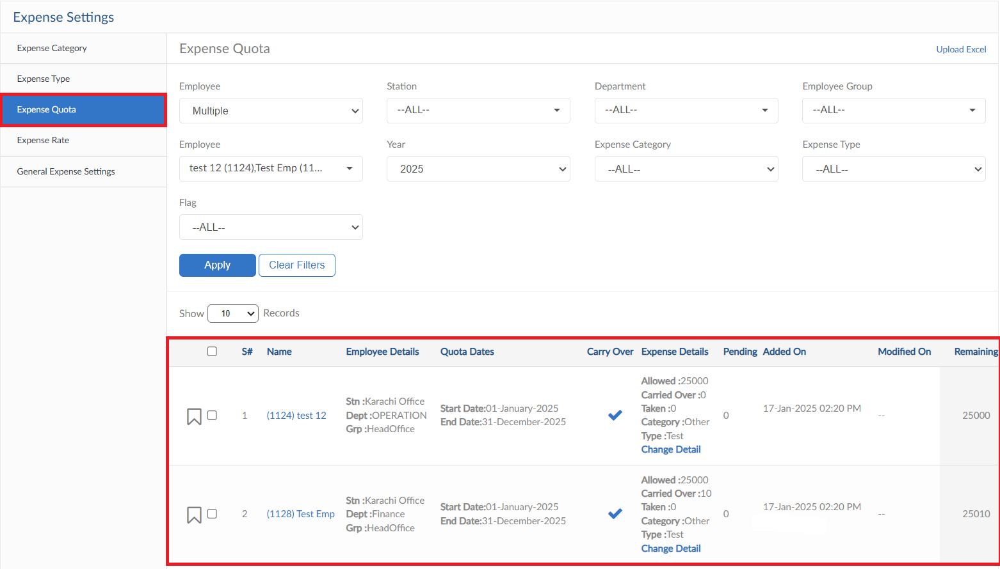 Expense Settings
Expense Category
Expense Type
Expense Quota
Expense Rate
General Expense Settings
Expense Quota
Upload Excel
Employee Station Department Employee Group
Multiple --ALL-- --ALL-- --ALL--
Employee Year Expense Category Expense Type
test 12 (1124),Test Emp (11... 2025 --ALL-- --ALL--
Flag
--ALL--
Apply Clear Filters
Show 10 Records
S# Name Employee Details Quota Dates Carry Over Expense Details Pending Added On Modified On Remaining
1 (1124) test 12
Stn :Karachi Office
Dept :OPERATION
Grp :HeadOffice
Start Date:01-January-2025
End Date:31-December-2025
Allowed :25000
Carried Over :0
Taken :0
Category :Other
Type :Test
Change Detail
0
17-Jan-2025 02:20 PM
--
25000
2 (1128) Test Emp
Stn :Karachi Office
Dept :Finance
Grp :HeadOffice
Start Date:01-January-2025
End Date:31-December-2025
Allowed :25000
Carried Over :10
Taken :0
Category :Other
Type :Test
Change Detail
0
17-Jan-2025 02:20 PM
--
25010